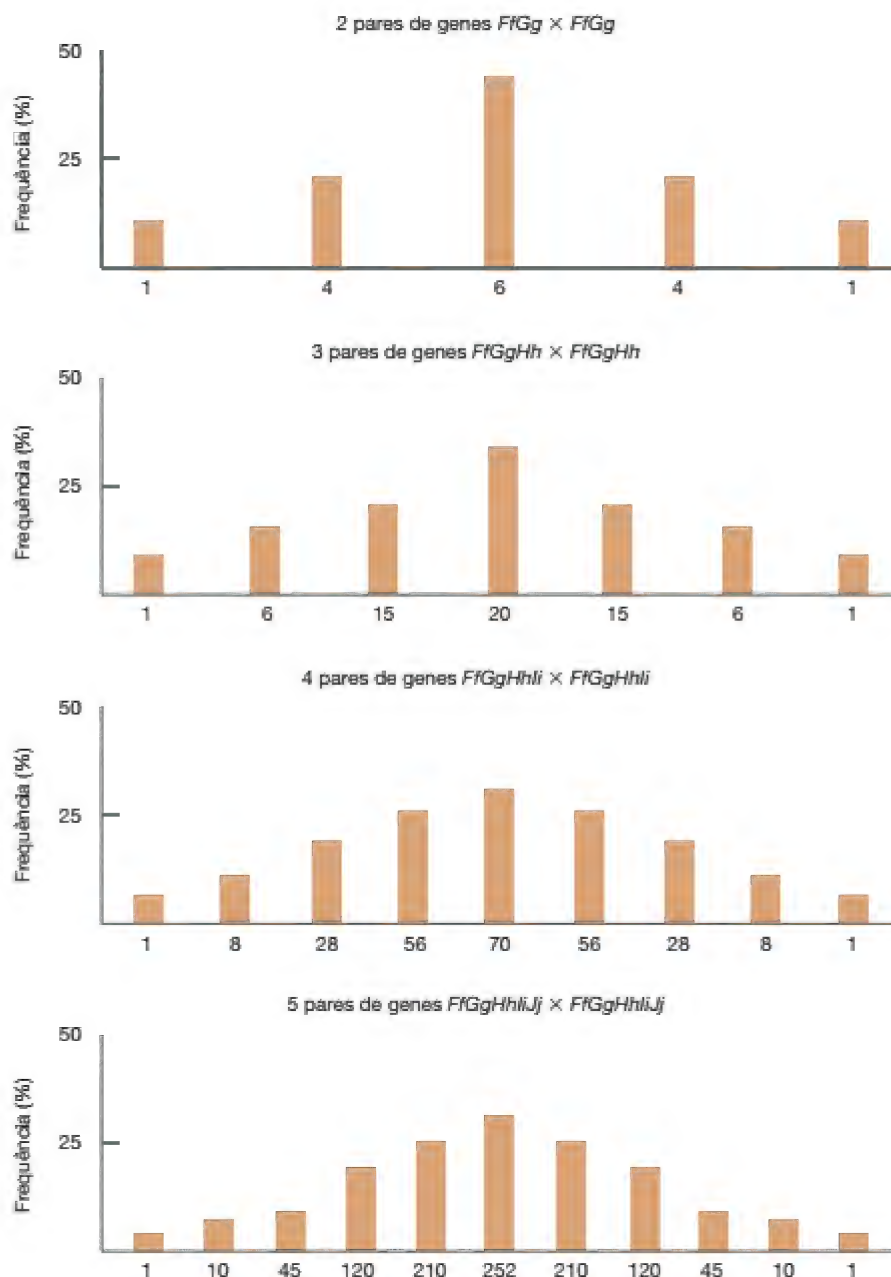 2 pares de genes FfGg × FfGg
Frequência (%)
50
25
1 4 6 4 1
3 pares de genes FfGgHh × FfGgHh
Frequência (%)
50
25
1 6 15 20 15 6 1
4 pares de genes FfGgHhIi × FfGgHhIi
Frequência (%)
50
25
1 8 28 56 70 56 28 8 1
5 pares de genes FfGgHhIiJj × FfGgHhIiJj
Frequência (%)
50
25
1 10 45 120 210 252 210 120 45 10 1